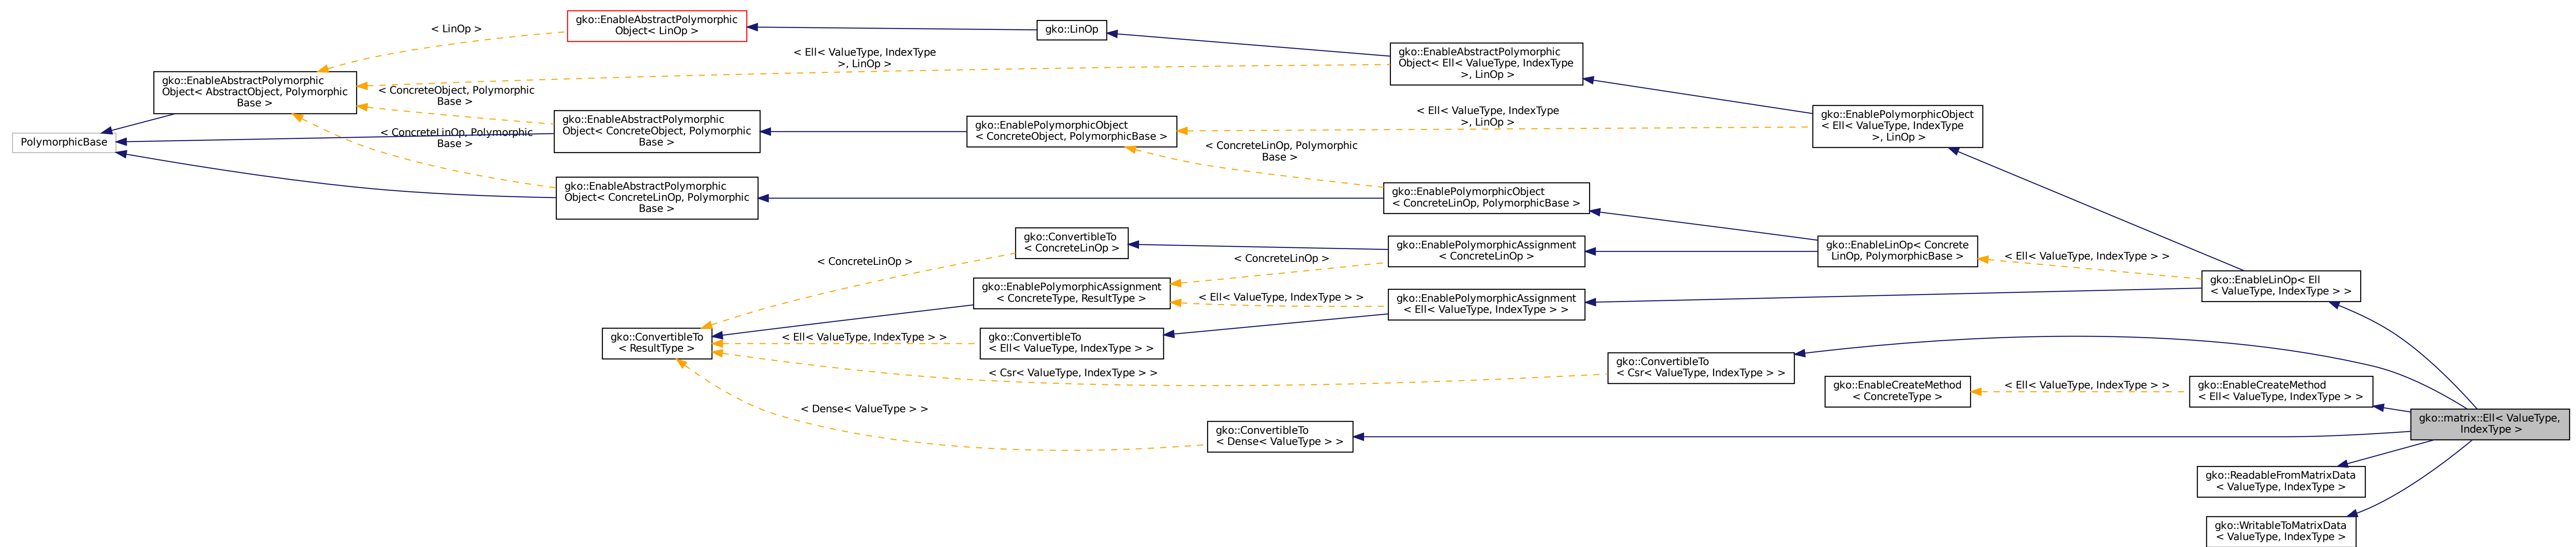 PolymorphicBase
gko::EnableAbstractPolymorphic
Object< AbstractObject, Polymorphic
Base >
< LinOp >
< Ell< ValueType, IndexType
>, LinOp >
< ConcreteObject, Polymorphic
Base >
< ConcreteLinOp, Polymorphic
Base >
gko::EnableAbstractPolymorphic
Object< LinOp >
gko::EnableAbstractPolymorphic
Object< ConcreteObject, Polymorphic
Base >
gko::EnableAbstractPolymorphic
Object< ConcreteLinOp, Polymorphic
Base >
gko::LinOp
gko::EnablePolymorphicObject
< ConcreteObject, PolymorphicBase >
gko::EnableAbstractPolymorphic
Object< Ell< ValueType, IndexType
>, LinOp >
< Ell< ValueType, IndexType
>, LinOp >
< ConcreteLinOp, Polymorphic
Base >
gko::EnablePolymorphicObject
< Ell< ValueType, IndexType
>, LinOp >
gko::EnablePolymorphicObject
< ConcreteLinOp, PolymorphicBase >
gko::ConvertibleTo
< ConcreteLinOp >
gko::EnablePolymorphicAssignment
< ConcreteLinOp >
gko::EnableLinOp< Concrete
LinOp, PolymorphicBase >
< Ell< ValueType, IndexType > >
gko::EnableLinOp< Ell
< ValueType, IndexType > >
< ConcreteLinOp >
< ConcreteLinOp >
gko::EnablePolymorphicAssignment
< ConcreteType, ResultType >
< Ell< ValueType, IndexType > >
gko::EnablePolymorphicAssignment
< Ell< ValueType, IndexType > >
gko::ConvertibleTo
< ResultType >
< Ell< ValueType, IndexType > >
gko::ConvertibleTo
< Ell< ValueType, IndexType > >
< Csr< ValueType, IndexType > >
gko::ConvertibleTo
< Csr< ValueType, IndexType > >
gko::EnableCreateMethod
< ConcreteType >
< Ell< ValueType, IndexType > >
gko::EnableCreateMethod
< Ell< ValueType, IndexType > >
< Dense< ValueType > >
gko::ConvertibleTo
< Dense< ValueType > >
gko::matrix::Ell< ValueType,
IndexType >
gko::ReadableFromMatrixData
< ValueType, IndexType >
gko::WritableToMatrixData
< ValueType, IndexType >